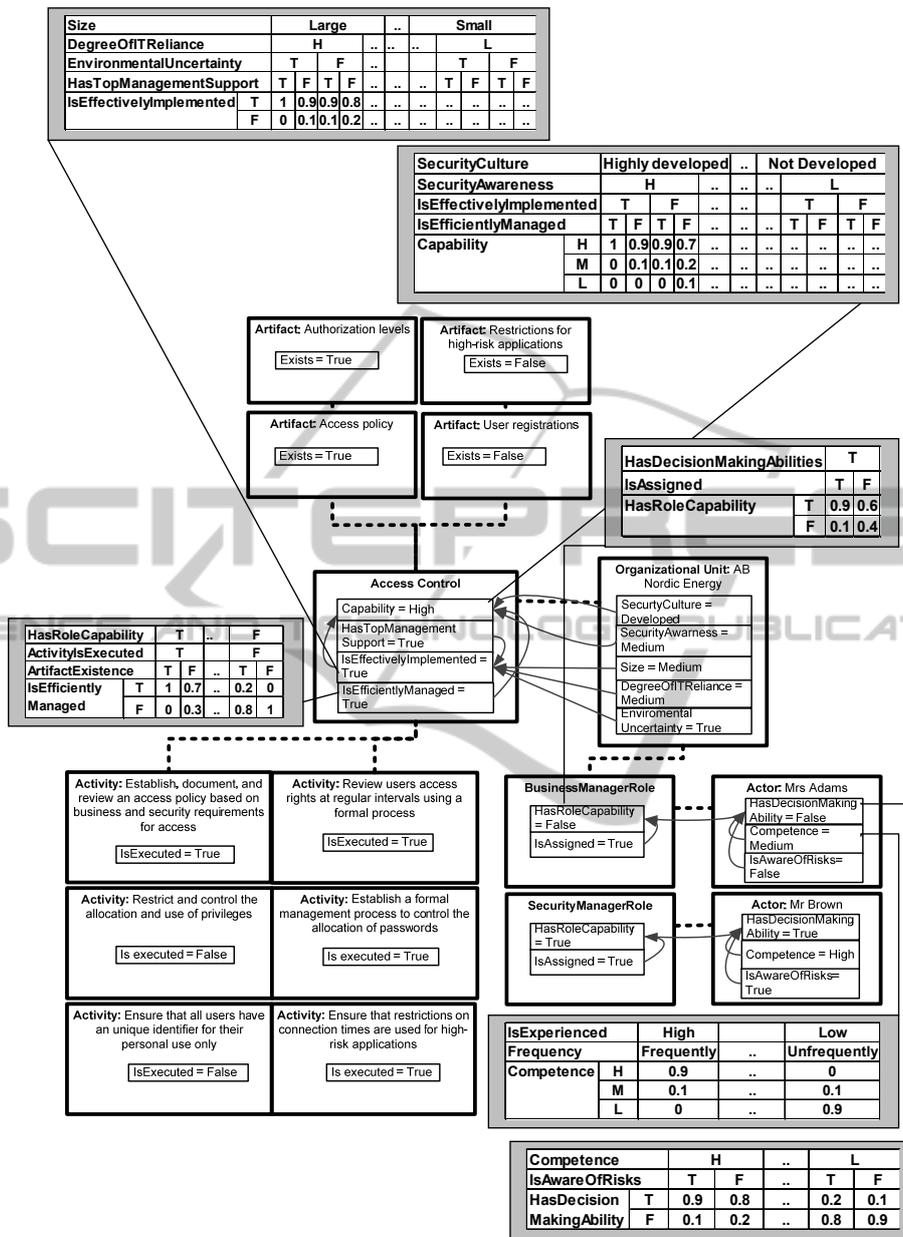 Size Large .. Small
DegreeOfITReliance H .. .. .. L
EnvironmentalUncertainty T F .. T F
HasTopManagementSupport T F T F .. .. .. T F T F
IsEffectivelyImplemented T 1 0.9 0.9 0.8 .. .. .. .. .. .. ..
F 0 0.1 0.1 0.2 .. .. .. .. .. .. ..
SecurityCulture Highly developed .. Not Developed
SecurityAwareness H .. .. .. L
IsEffectivelyImplemented T F .. .. T F
IsEfficientlyManaged T F T F .. .. .. T F T F
Capability H 1 0.9 0.9 0.7 .. .. .. .. .. .. ..
M 0 0.1 0.1 0.2 .. .. .. .. .. .. ..
L 0 0 0 0.1 .. .. .. .. .. .. ..
Artifact: Authorization levels
Exists = True
Artifact: Restrictions for
high-risk applications
Exists = False
Artifact: Access policy
Exists = True
Artifact: User registrations
Exists = False
HasDecisionMakingAbilities T
IsAssigned T F
HasRoleCapability T 0.9 0.6
F 0.1 0.4
SCITEPRESS
SCIENCE AND TECHNOLOGY PUBLICA
Access Control
Capability = High
HasTopManagement
Support = True
IsEffectivelyImplemented =
True
IsEfficientlyManaged =
True
Organizational Unit: AB
Nordic Energy
SecurtyCulture =
Developed
SecurityAwarness =
Medium
Size = Medium
DegreeOfITReliance =
Medium
Enviromental
Uncertainty = True
HasRoleCapability T .. F
ActivityIsExecuted T F
ArtifactExistence T F .. T F
IsEfficiently T 1 0.7 .. 0.2 0
Managed F 0 0.3 .. 0.8 1
Activity: Establish, document, and
review an access policy based on
business and security requirements
for access
IsExecuted = True
Activity: Review users access
rights at regular intervals using a
formal process
IsExecuted = True
Activity: Restrict and control the
allocation and use of privileges
Is executed = False
Activity: Establish a formal
management process to control the
allocation of passwords
Is executed = True
Activity: Ensure that all users have
an unique identifier for their
personal use only
IsExecuted = False
Activity: Ensure that restrictions on
connection times are used for high-
risk applications
Is executed = True
BusinessManagerRole
HasRoleCapability
= False
IsAssigned = True
Actor: Mrs Adams
HasDecisionMaking
Ability = False
Competence =
Medium
IsAwareOfRisks=
False
SecurityManagerRole
HasRoleCapability
= True
IsAssigned = True
Actor: Mr Brown
HasDecisionMaking
Ability = True
Competence = High
IsAwareOfRisks=
True
IsExperienced High Low
Frequency Frequently .. Unfrequently
Competence H 0.9 .. 0
M 0.1 .. 0.1
L 0 .. 0.9
Competence H .. L
IsAwareOfRisks T F .. T F
HasDecision T 0.9 0.8 .. 0.2 0.1
MakingAbility F 0.1 0.2 .. 0.8 0.9